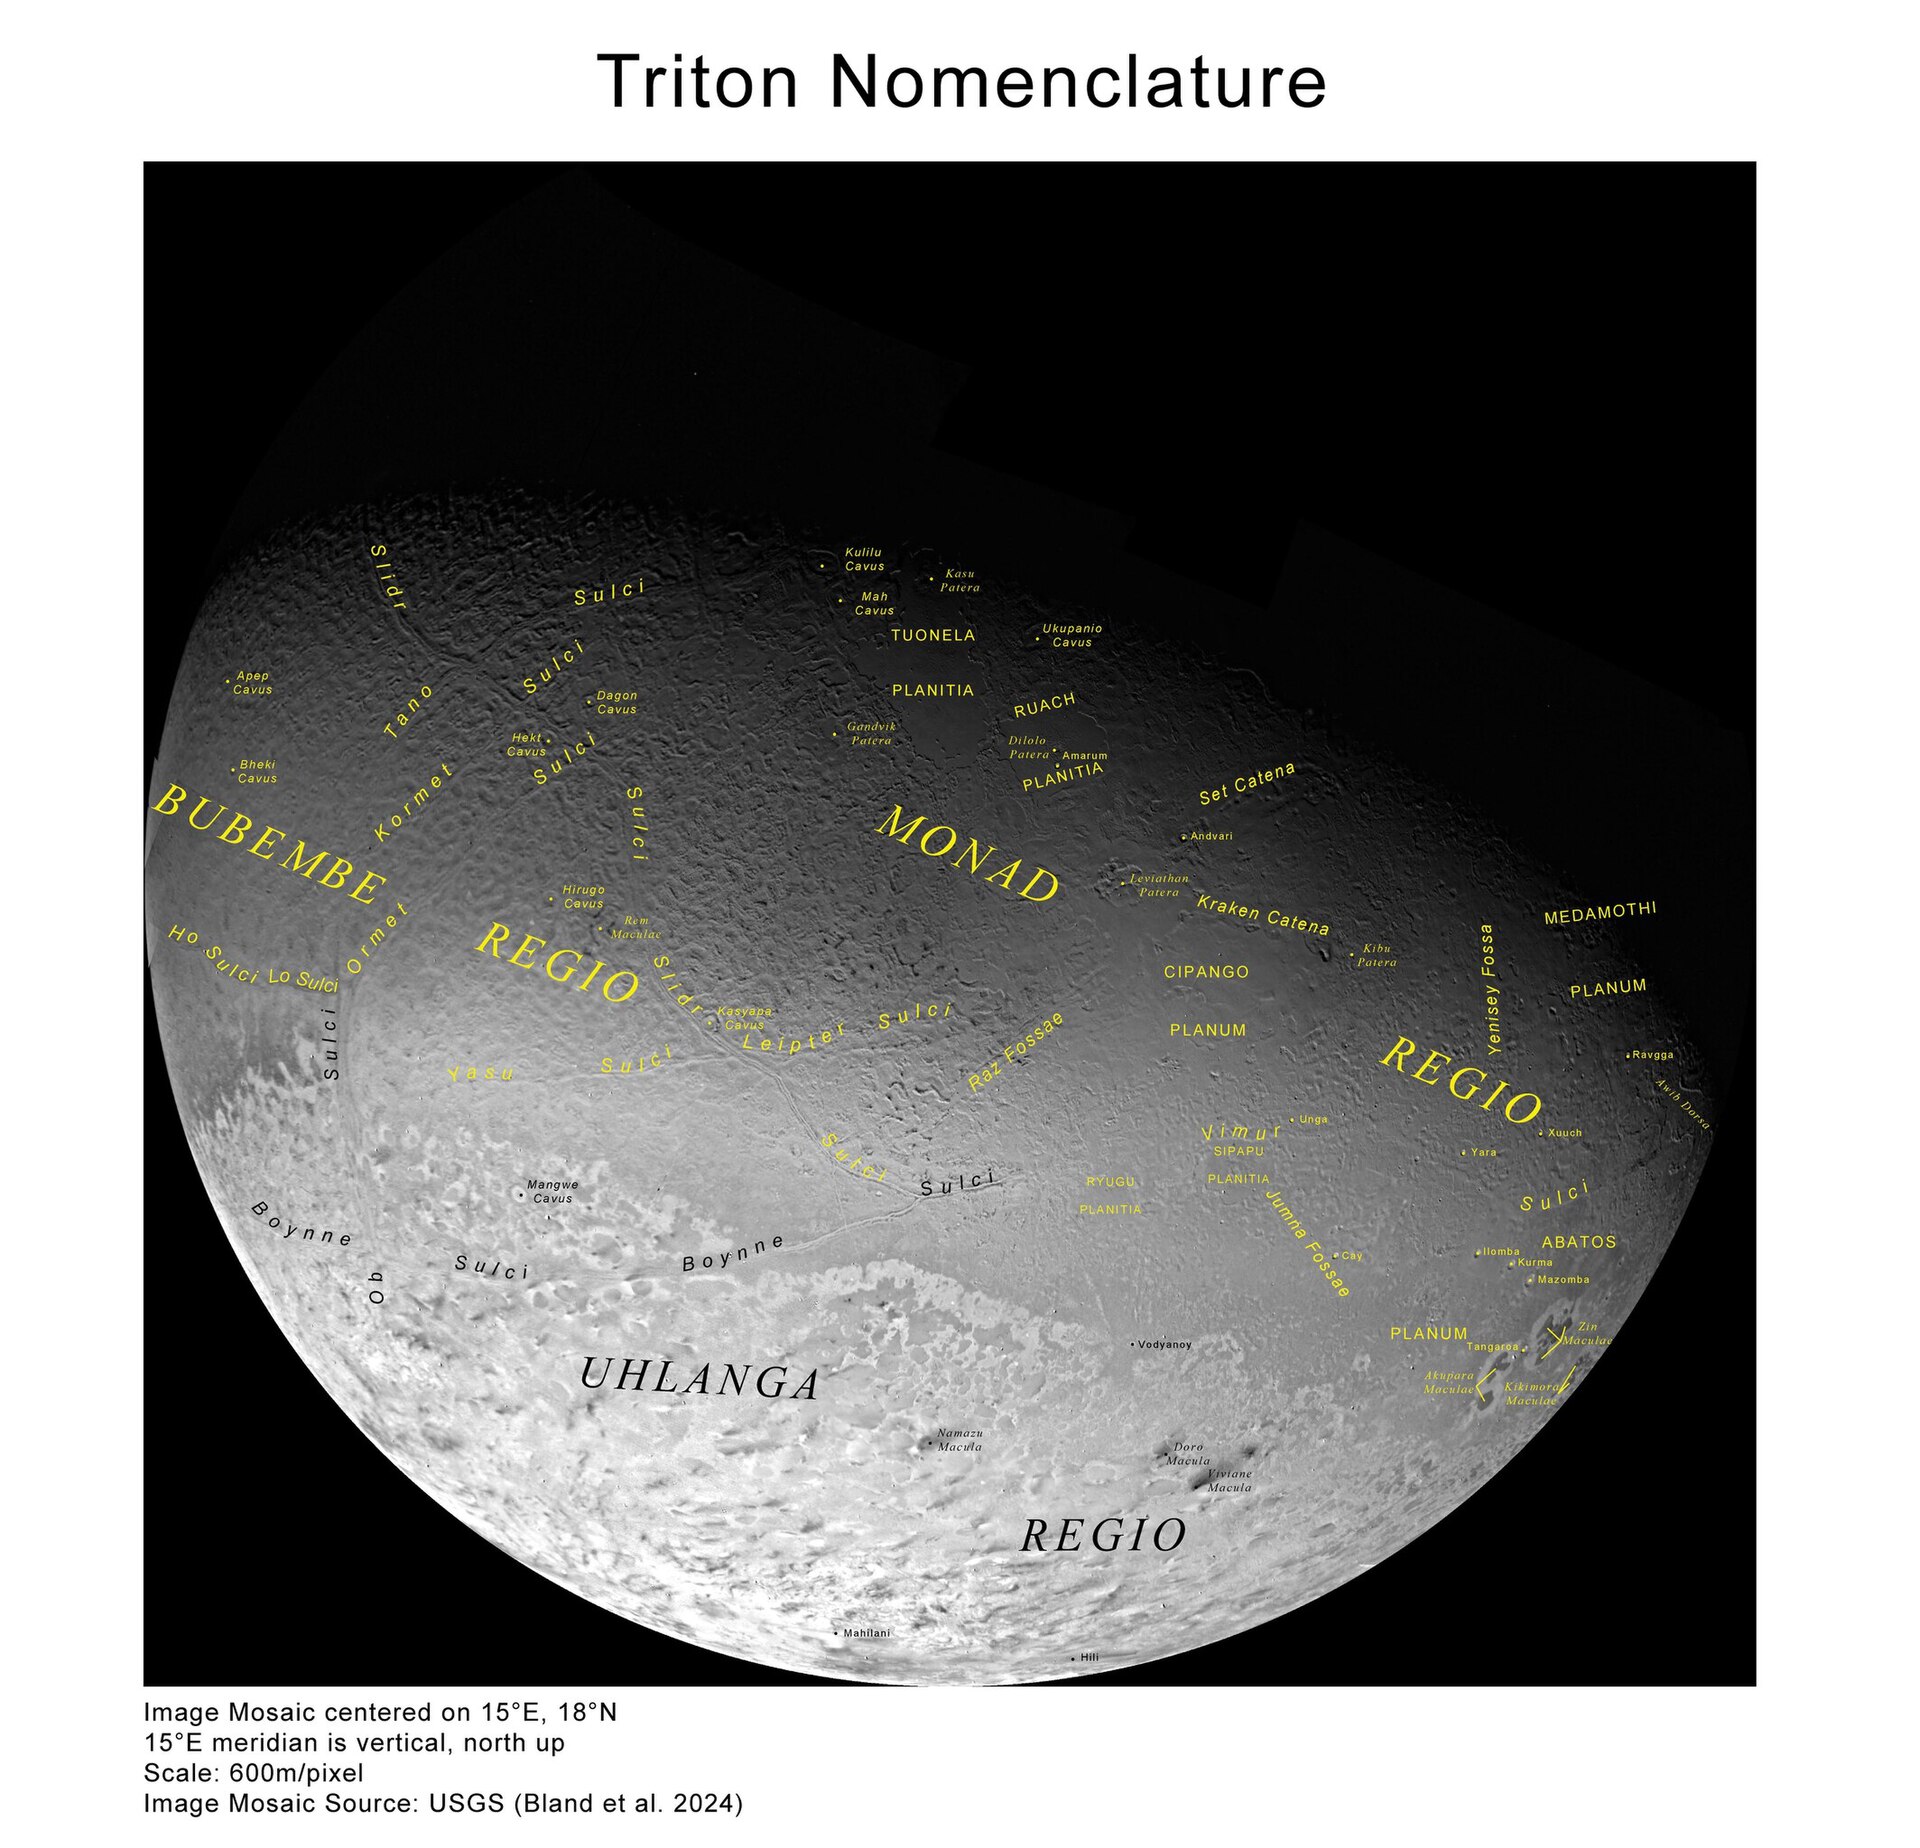 Triton Nomenclature
Slidr
Sulci
Kulilu
Cavus
Kasu
Patera
Mah
Cavus
TUONELA
Ukupanio
Cavus
Sulci
Apep
Cavus
Tano
Dagon
Cavus
PLANITIA
RUACH
Gandvik
Patera
Hekt
Cavus
Sulci
Dilolo
Patera
Amarum
PLANITIA
Bheki
Cavus
Set Catena
Kormet
Sulci
BUBEMBE
MONAD
Andvari
Leviathan
Patera
Hirugo
Cavus
Rem
Maculae
Kraken Catena
MEDAMOTHI
Ormet
Ho Sulci
Lo Sulci
REGIO
Kibu
Patera
Yenisey Fossa
CIPANGO
PLANUM
Slidr
Kasyapa
Cavus
Leipter Sulci
PLANUM
Sulci
Yasu Sulci
Raz Fossae
REGIO
Ravgga
Awib Dorsa
Unga
Vimur
SIPAPU
PLANITIA
Xuuch
Yara
Sulci
Sulci
RYUGU
PLANITIA
Mangwe
Cavus
Jumna Fossae
Sulci
Boynne
Sulci
Boynne
ABATOS
Cay
Ilomba
Kurma
Mazomba
Ob
PLANUM
Zin
Maculae
Tangaroa
Vodyanoy
Akupara
Maculae
Kikimora
Maculae
UHLANGA
Namazu
Macula
Doro
Macula
Viviane
Macula
REGIO
Mahilani
Hili
Image Mosaic centered on 15°E, 18°N
15°E meridian is vertical, north up
Scale: 600m/pixel
Image Mosaic Source: USGS (Bland et al. 2024)